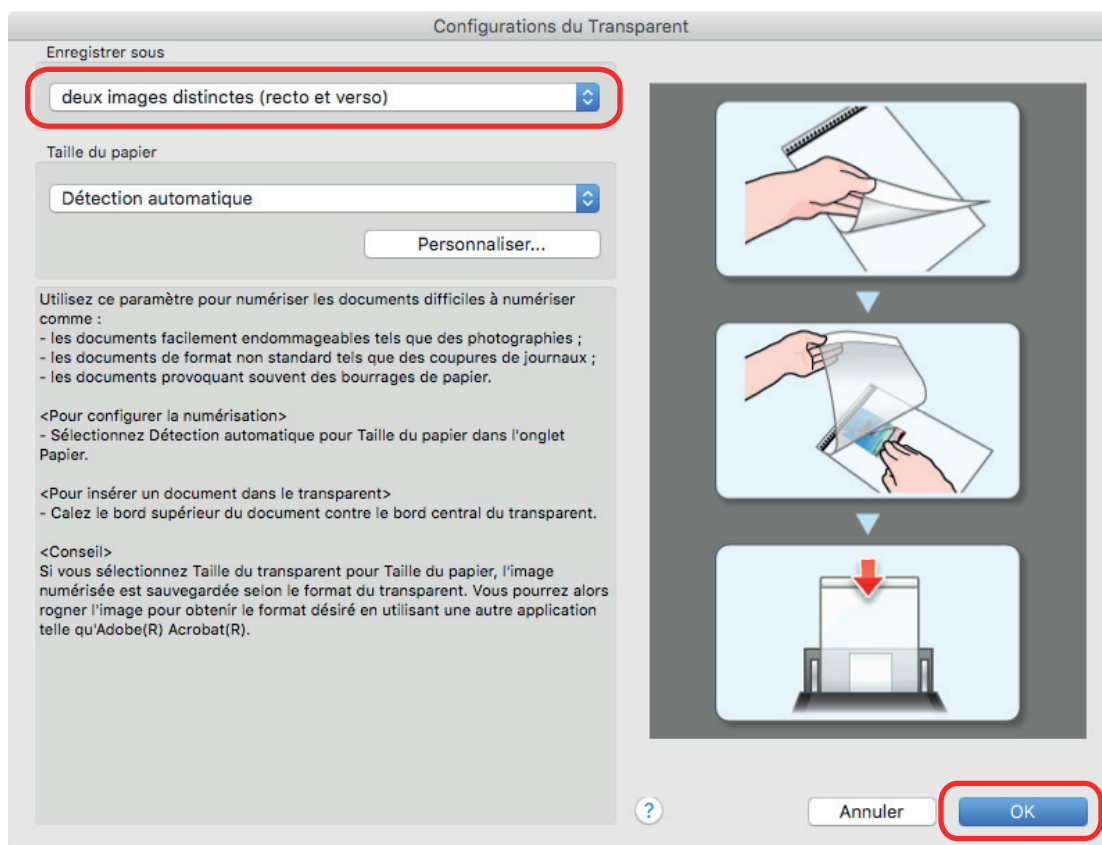 Configurations du Transparent
Enregistrer sous
deux images distinctes (recto et verso)
Taille du papier
Détection automatique
Personnaliser...
Utilisez ce paramètre pour numériser les documents difficiles à numériser
comme :
- les documents facilement endommageables tels que des photographies ;
- les documents de format non standard tels que des coupures de journaux ;
- les documents provoquant souvent des bourrages de papier.
<Pour configurer la numérisation>
- Sélectionnez Détection automatique pour Taille du papier dans l'onglet
Papier.
<Pour insérer un document dans le transparent>
- Calez le bord supérieur du document contre le bord central du transparent.
<Conseil>
Si vous sélectionnez Taille du transparent pour Taille du papier, l'image
numérisée est sauvegardée selon le format du transparent. Vous pourrez alors
rogner l'image pour obtenir le format désiré en utilisant une autre application
telle qu'Adobe(R) Acrobat(R).
?
Annuler
OK